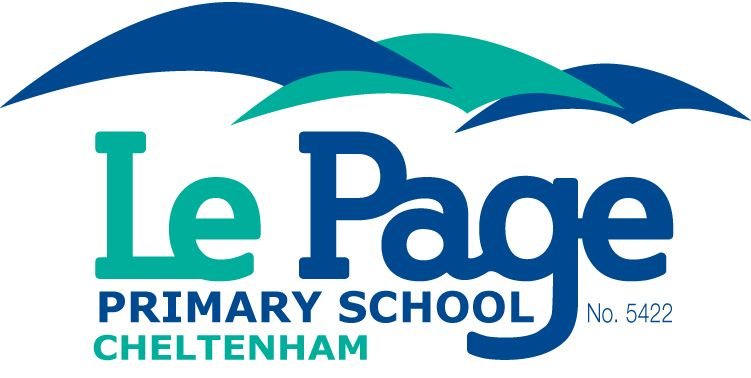 Le Page
PRIMARY SCHOOL No. 5422
CHELTENHAM